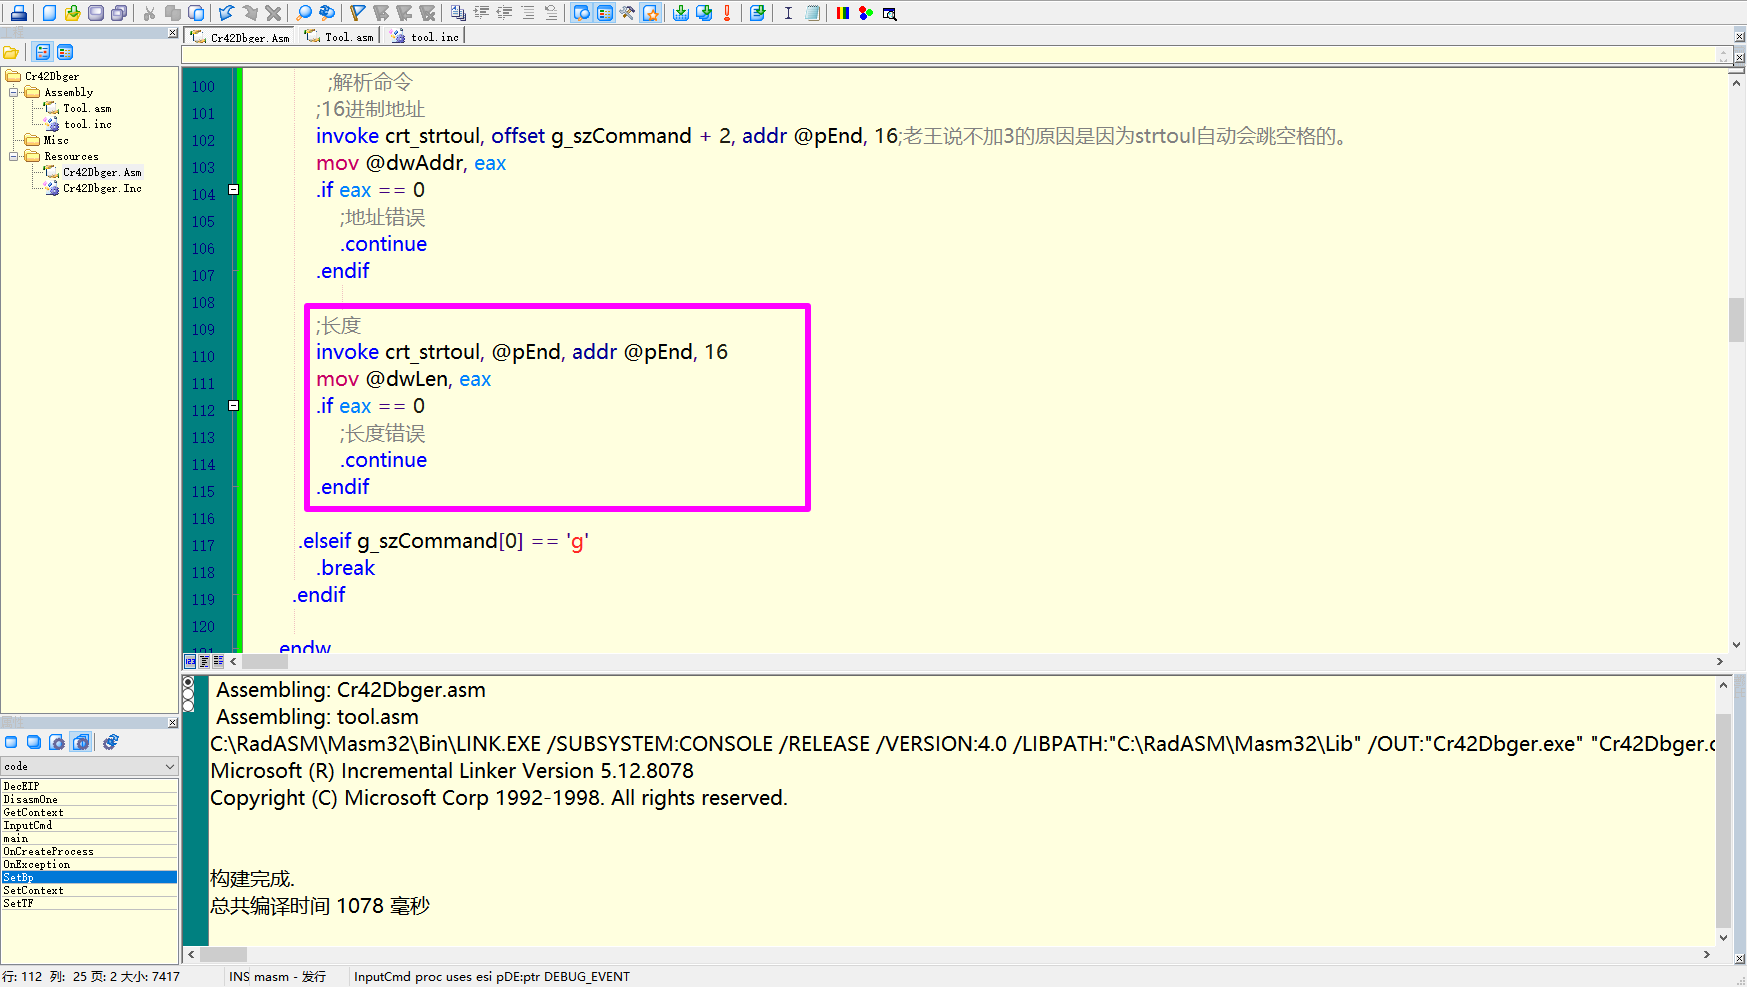 工程
Cr42Dbger.Asm Tool.asm tool.inc
Cr42Dbger
Assembly
Tool.asm
tool.inc
Misc
Resources
Cr42Dbger.Asm
Cr42Dbger.Inc
100 ;解析命令
101 ;16进制地址
102 invoke crt_strtoul, offset g_szCommand + 2, addr @pEnd, 16;老王说不加3的原因是因为strtoul自动会跳空格的。
103 mov @dwAddr, eax
104 .if eax == 0
105 ;地址错误
106 .continue
107 .endif
108
109 ;长度
110 invoke crt_strtoul, @pEnd, addr @pEnd, 16
111 mov @dwLen, eax
112 .if eax == 0
113 ;长度错误
114 .continue
115 .endif
116
117 .elseif g_szCommand[0] == 'g'
118 .break
119 .endif
120
121 endw
属性
code
DecEIP
DisasmOne
GetContext
InputCmd
main
OnCreateProcess
OnException
SetBp
SetContext
SetTF
Assembling: Cr42Dbger.asm
Assembling: tool.asm
C:\RadASM\Masm32\Bin\LINK.EXE /SUBSYSTEM:CONSOLE /RELEASE /VERSION:4.0 /LIBPATH:"C:\RadASM\Masm32\Lib" /OUT:"Cr42Dbger.exe" "Cr42Dbger.o
Microsoft (R) Incremental Linker Version 5.12.8078
Copyright (C) Microsoft Corp 1992-1998. All rights reserved.
构建完成.
总共编译时间 1078 毫秒
行: 112 列: 25 页: 2 大小: 7417 INS masm - 发行 InputCmd proc uses esi pDE:ptr DEBUG_EVENT